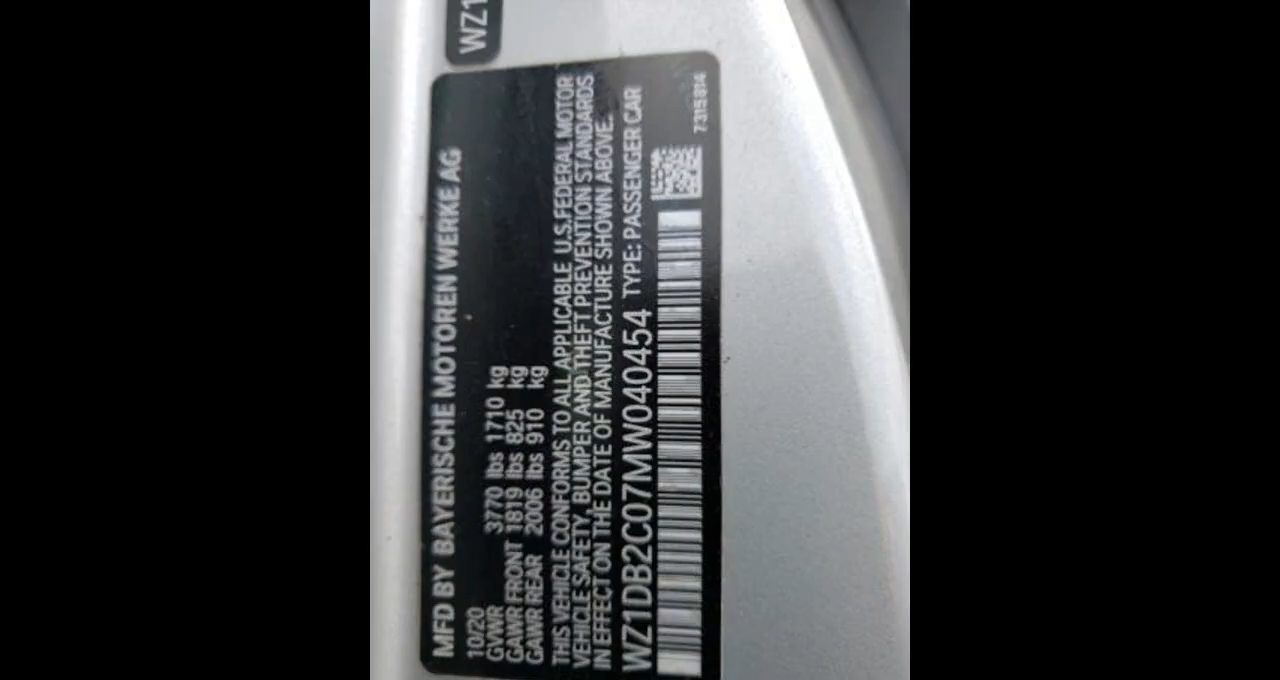 WZ1
MFD BY BAYERISCHE MOTOREN WERKE AG
10/20
GVWR 3770 lbs 1710 kg
GAWR FRONT 1819 lbs 825 kg
GAWR REAR 2006 lbs 910 kg
THIS VEHICLE CONFORMS TO ALL APPLICABLE U.S.FEDERAL MOTOR
VEHICLE SAFETY, BUMPER AND THEFT PREVENTION STANDARDS
IN EFFECT ON THE DATE OF MANUFACTURE SHOWN ABOVE.
WZ1DB2C07MW040454 TYPE: PASSENGER CAR
7315814